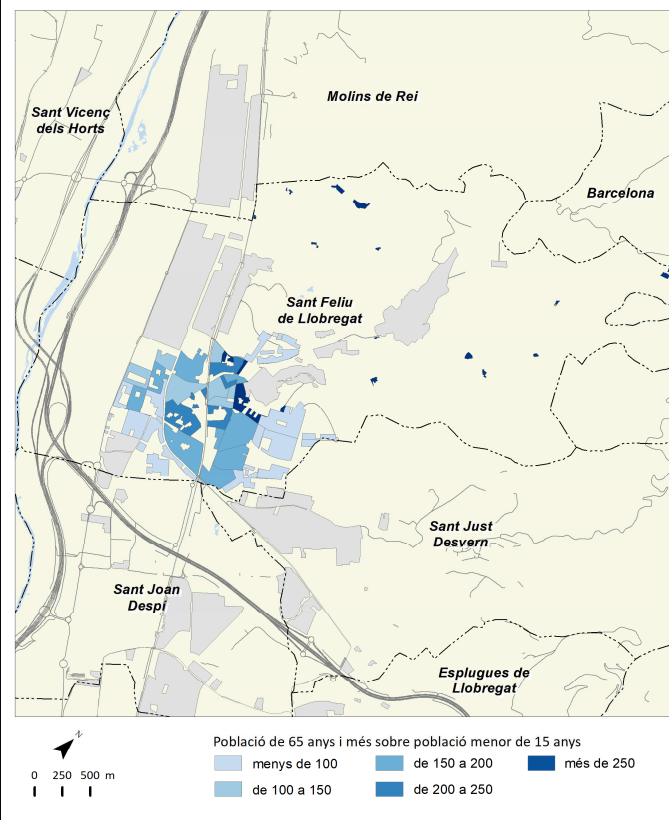 Molins de Rei
Sant Vicenç
dels Horts
Barcelona
Sant Feliu
de Llobregat
Sant Just
Desvern
Sant Joan
Despí
Esplugues de
Llobregat
N
0 250 500 m
Població de 65 anys i més sobre població menor de 15 anys
menys de 100
de 150 a 200
més de 250
de 100 a 150
de 200 a 250